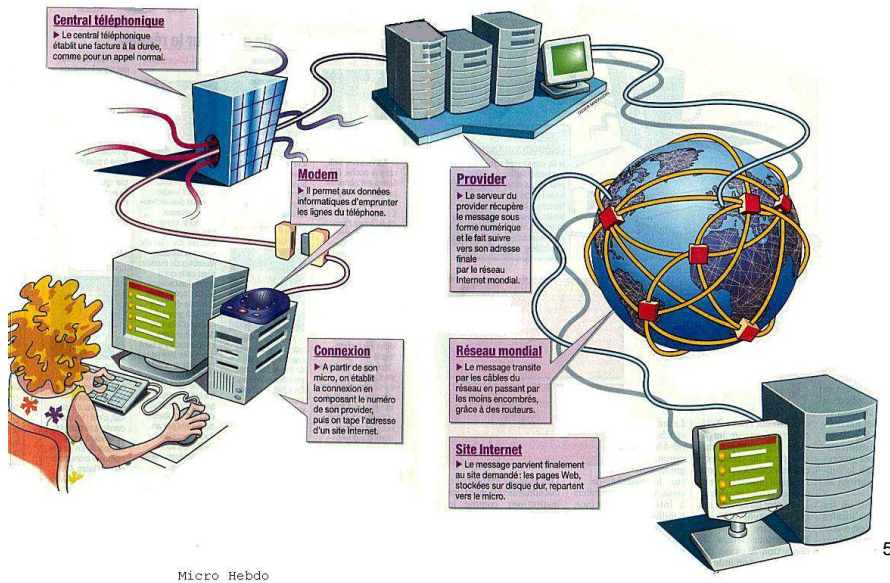 Central téléphonique
► Le central téléphonique
établit une facture à la durée,
comme pour un appel normal.
Modem
► Il permet aux données
informatiques d'emprunter
les lignes du téléphone.
Provider
► Le serveur du
provider récupère
le message sous
forme numérique
et le fait suivre
vers son adresse
finale
par le réseau
Internet mondial.
Connexion
► A partir de son
micro, on établit
la connexion en
composant le numéro
de son provider,
puis on tape l'adresse
d'un site Internet.
Réseau mondial
► Le message transite
par les câbles du
réseau en passant par
les moins encombrés,
grâce à des routeurs.
Site Internet
► Le message parvient finalement
au site demandé: les pages Web,
stockées sur disque dur, repartent
vers le micro.
5
Micro Hebdo